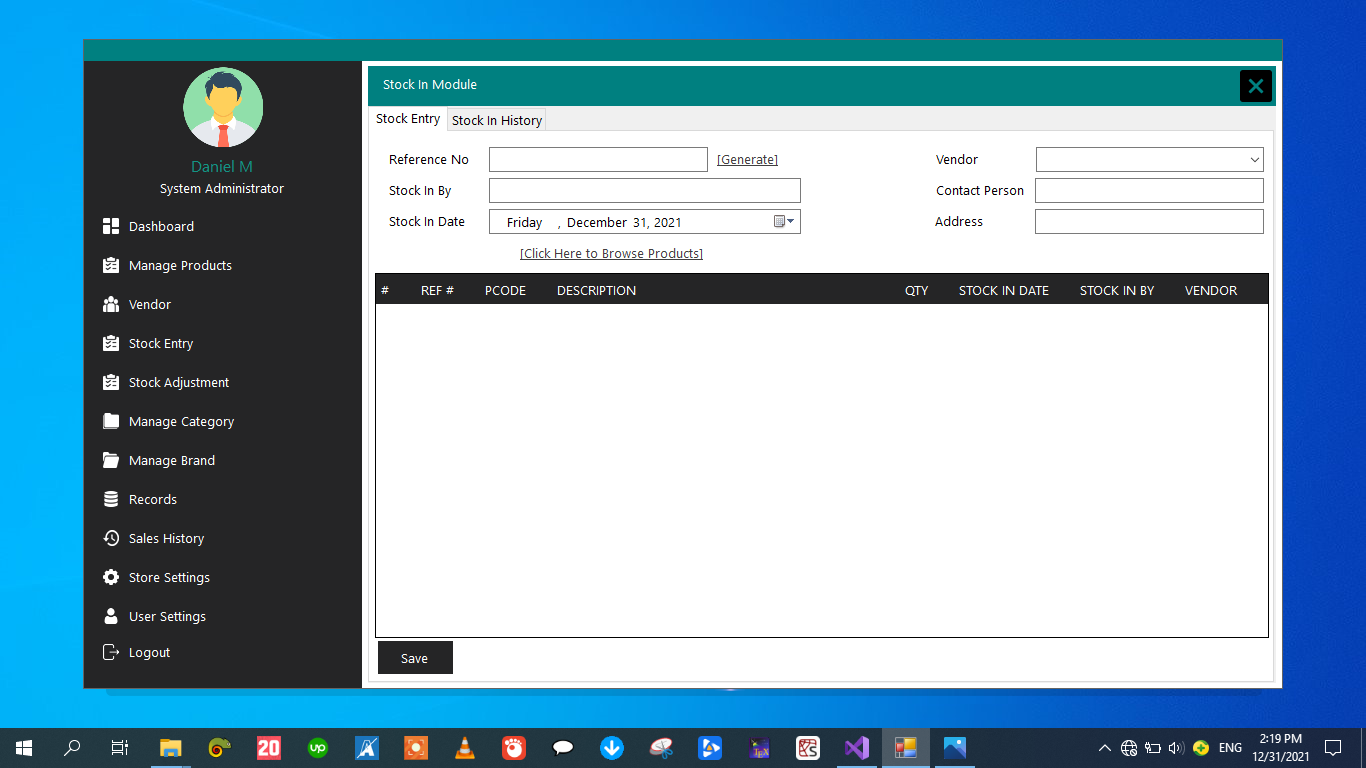 Stock In Module
Daniel M
System Administrator
Dashboard
Manage Products
Vendor
Stock Entry
Stock Adjustment
Manage Category
Manage Brand
Records
Sales History
Store Settings
User Settings
Logout
Stock Entry Stock In History
Reference No [Generate] Vendor
Stock In By Contact Person
Stock In Date Friday , December 31, 2021 Address
[Click Here to Browse Products]
# REF # PCODE DESCRIPTION QTY STOCK IN DATE STOCK IN BY VENDOR
Save
20 up TEX ENG 2:19 PM
12/31/2021